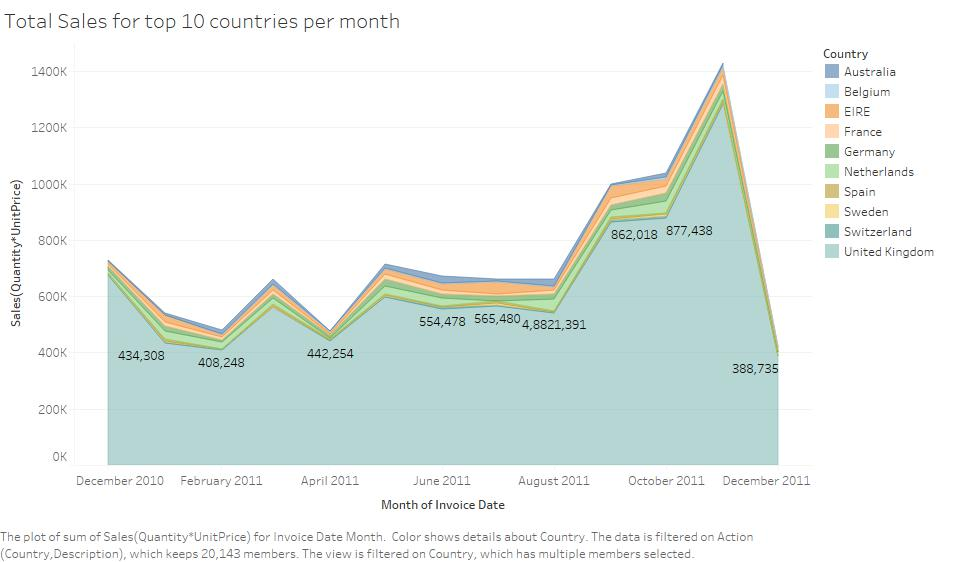 Total Sales for top 10 countries per month
Country
Australia
Belgium
EIRE
France
Germany
Netherlands
Spain
Sweden
Switzerland
United Kingdom
Sales(Quantity*UnitPrice)
1400K
1200K
1000K
800K
600K
400K
200K
0K
434,308
408,248
442,254
554,478
565,480
4,8821,391
862,018
877,438
388,735
December 2010
February 2011
April 2011
June 2011
August 2011
October 2011
December 2011
Month of Invoice Date
The plot of sum of Sales(Quantity*UnitPrice) for Invoice Date Month. Color shows details about Country. The data is filtered on Action
(Country,Description), which keeps 20,143 members. The view is filtered on Country, which has multiple members selected.